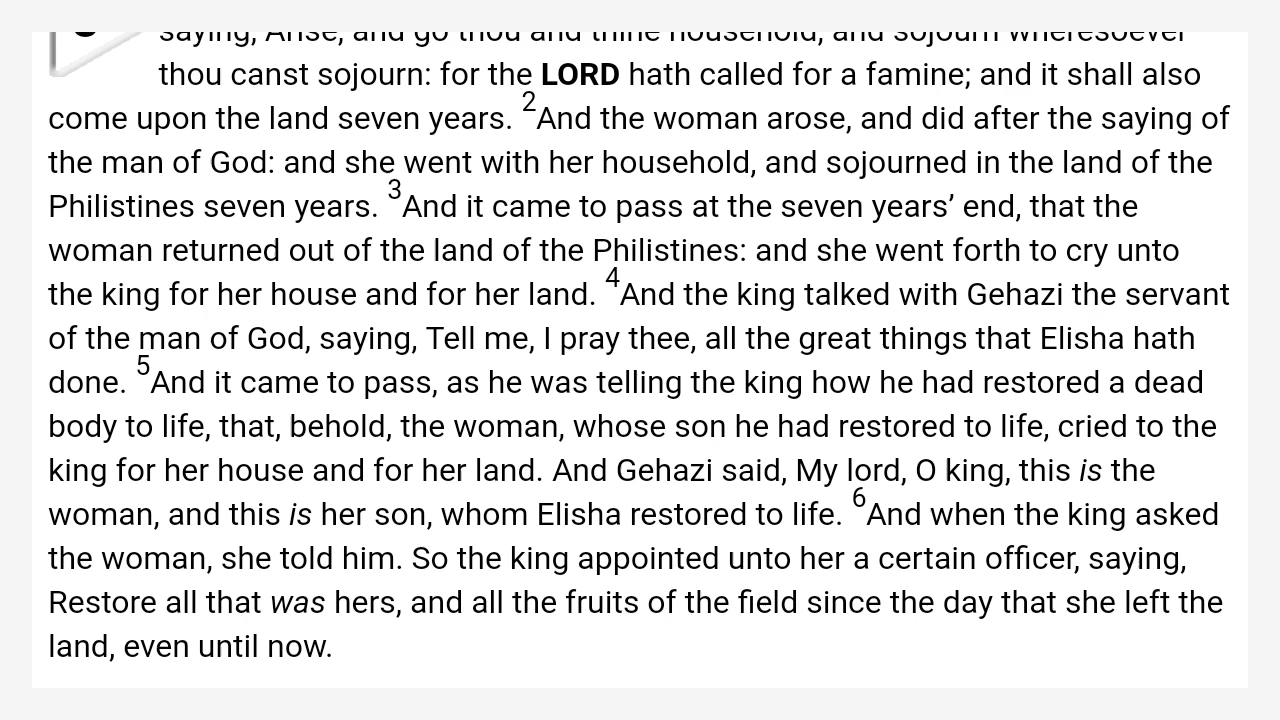 saying, Arise, and go thou and thine household, and sojourn wheresoever
thou canst sojourn: for the LORD hath called for a famine; and it shall also
come upon the land seven years. 2And the woman arose, and did after the saying of
the man of God: and she went with her household, and sojourned in the land of the
Philistines seven years. 3And it came to pass at the seven years’ end, that the
woman returned out of the land of the Philistines: and she went forth to cry unto
the king for her house and for her land. 4And the king talked with Gehazi the servant
of the man of God, saying, Tell me, I pray thee, all the great things that Elisha hath
done. 5And it came to pass, as he was telling the king how he had restored a dead
body to life, that, behold, the woman, whose son he had restored to life, cried to the
king for her house and for her land. And Gehazi said, My lord, O king, this is the
woman, and this is her son, whom Elisha restored to life. 6And when the king asked
the woman, she told him. So the king appointed unto her a certain officer, saying,
Restore all that was hers, and all the fruits of the field since the day that she left the
land, even until now.